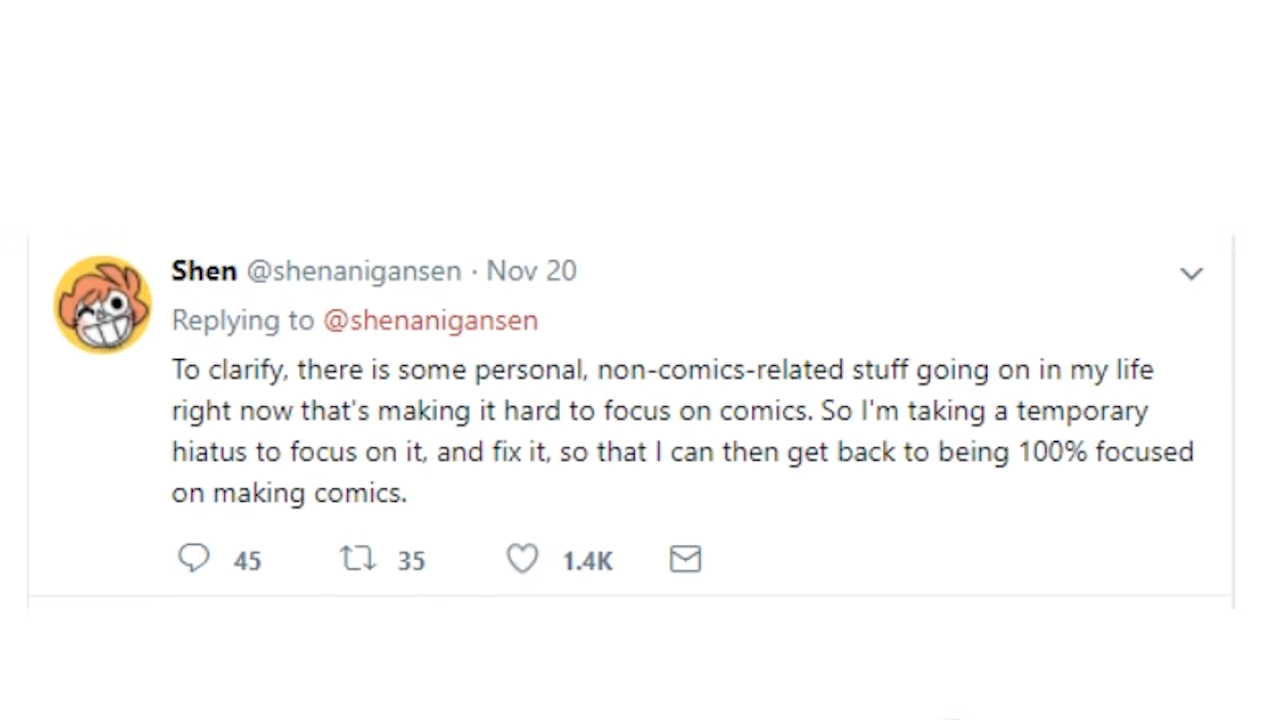 Shen @shenanigansen · Nov 20
Replying to @shenanigansen
To clarify, there is some personal, non-comics-related stuff going on in my life
right now that's making it hard to focus on comics. So I'm taking a temporary
hiatus to focus on it, and fix it, so that I can then get back to being 100% focused
on making comics.
45 35 1.4K